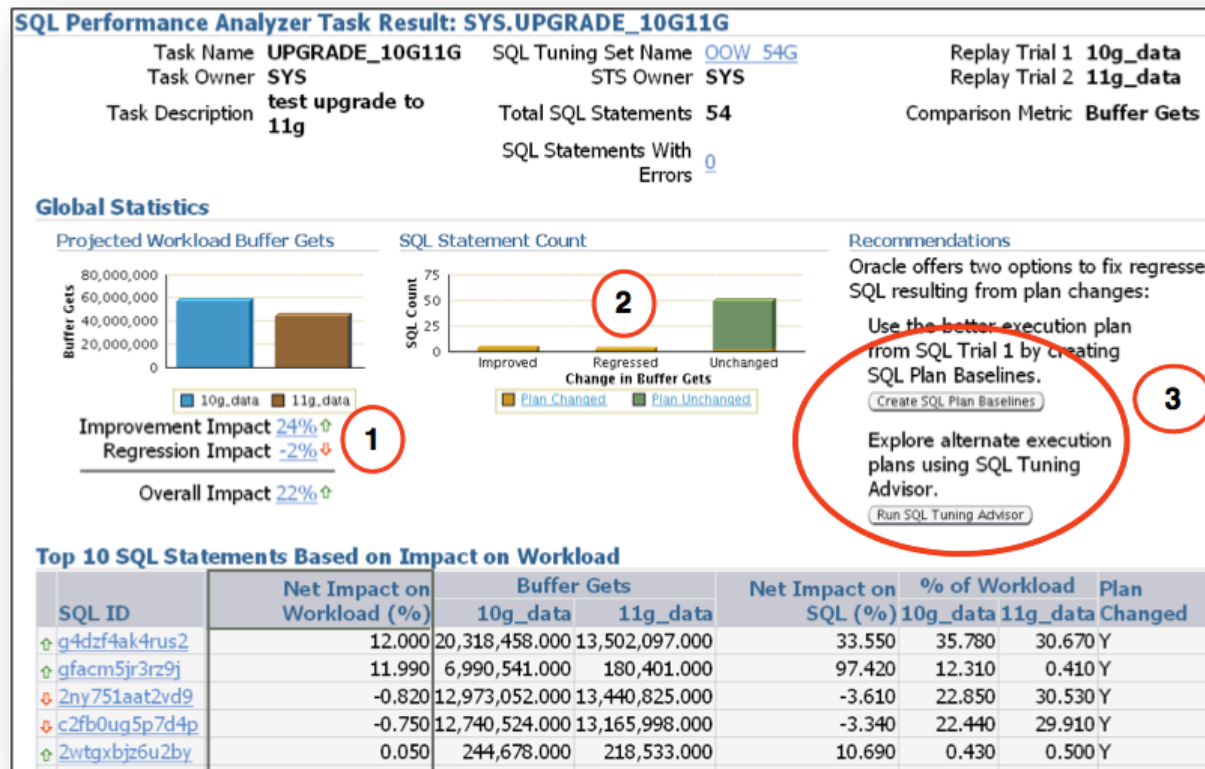 SQL Performance Analyzer Task Result: SYS.UPGRADE_10G11G
Task Name UPGRADE_10G11G SQL Tuning Set Name OOW_54G Replay Trial 1 10g_data
Task Owner SYS STS Owner SYS Replay Trial 2 11g_data
Task Description test upgrade to 11g Total SQL Statements 54 Comparison Metric Buffer Gets
SQL Statements With Errors 0
Global Statistics
Projected Workload Buffer Gets
80,000,000
60,000,000
40,000,000
20,000,000
0
Buffer Gets
10g_data 11g_data
Improvement Impact 24%
Regression Impact -2%
Overall Impact 22%
1
SQL Statement Count
75
50
25
0
SQL Count
2
Improved Regressed Unchanged
Change in Buffer Gets
Plan Changed Plan Unchanged
Recommendations
Oracle offers two options to fix regresse
SQL resulting from plan changes:
Use the better execution plan
from SQL Trial 1 by creating
SQL Plan Baselines.
Create SQL Plan Baselines
3
Explore alternate execution
plans using SQL Tuning
Advisor.
Run SQL Tuning Advisor
Top 10 SQL Statements Based on Impact on Workload
SQL ID Net Impact on Workload (%) Buffer Gets 10g_data 11g_data Net Impact on SQL (%) % of Workload 10g_data 11g_data Plan Changed
g4dzf4ak4rus2 12.000 20,318,458.000 13,502,097.000 33.550 35.780 30.670 Y
gfacm5jr3rz9j 11.990 6,990,541.000 180,401.000 97.420 12.310 0.410 Y
2ny751aat2vd9 -0.820 12,973,052.000 13,440,825.000 -3.610 22.850 30.530 Y
c2fb0ug5p7d4p -0.750 12,740,524.000 13,165,998.000 -3.340 22.440 29.910 Y
2wtgxbjz6u2by 0.050 244,678.000 218,533.000 10.690 0.430 0.500 Y